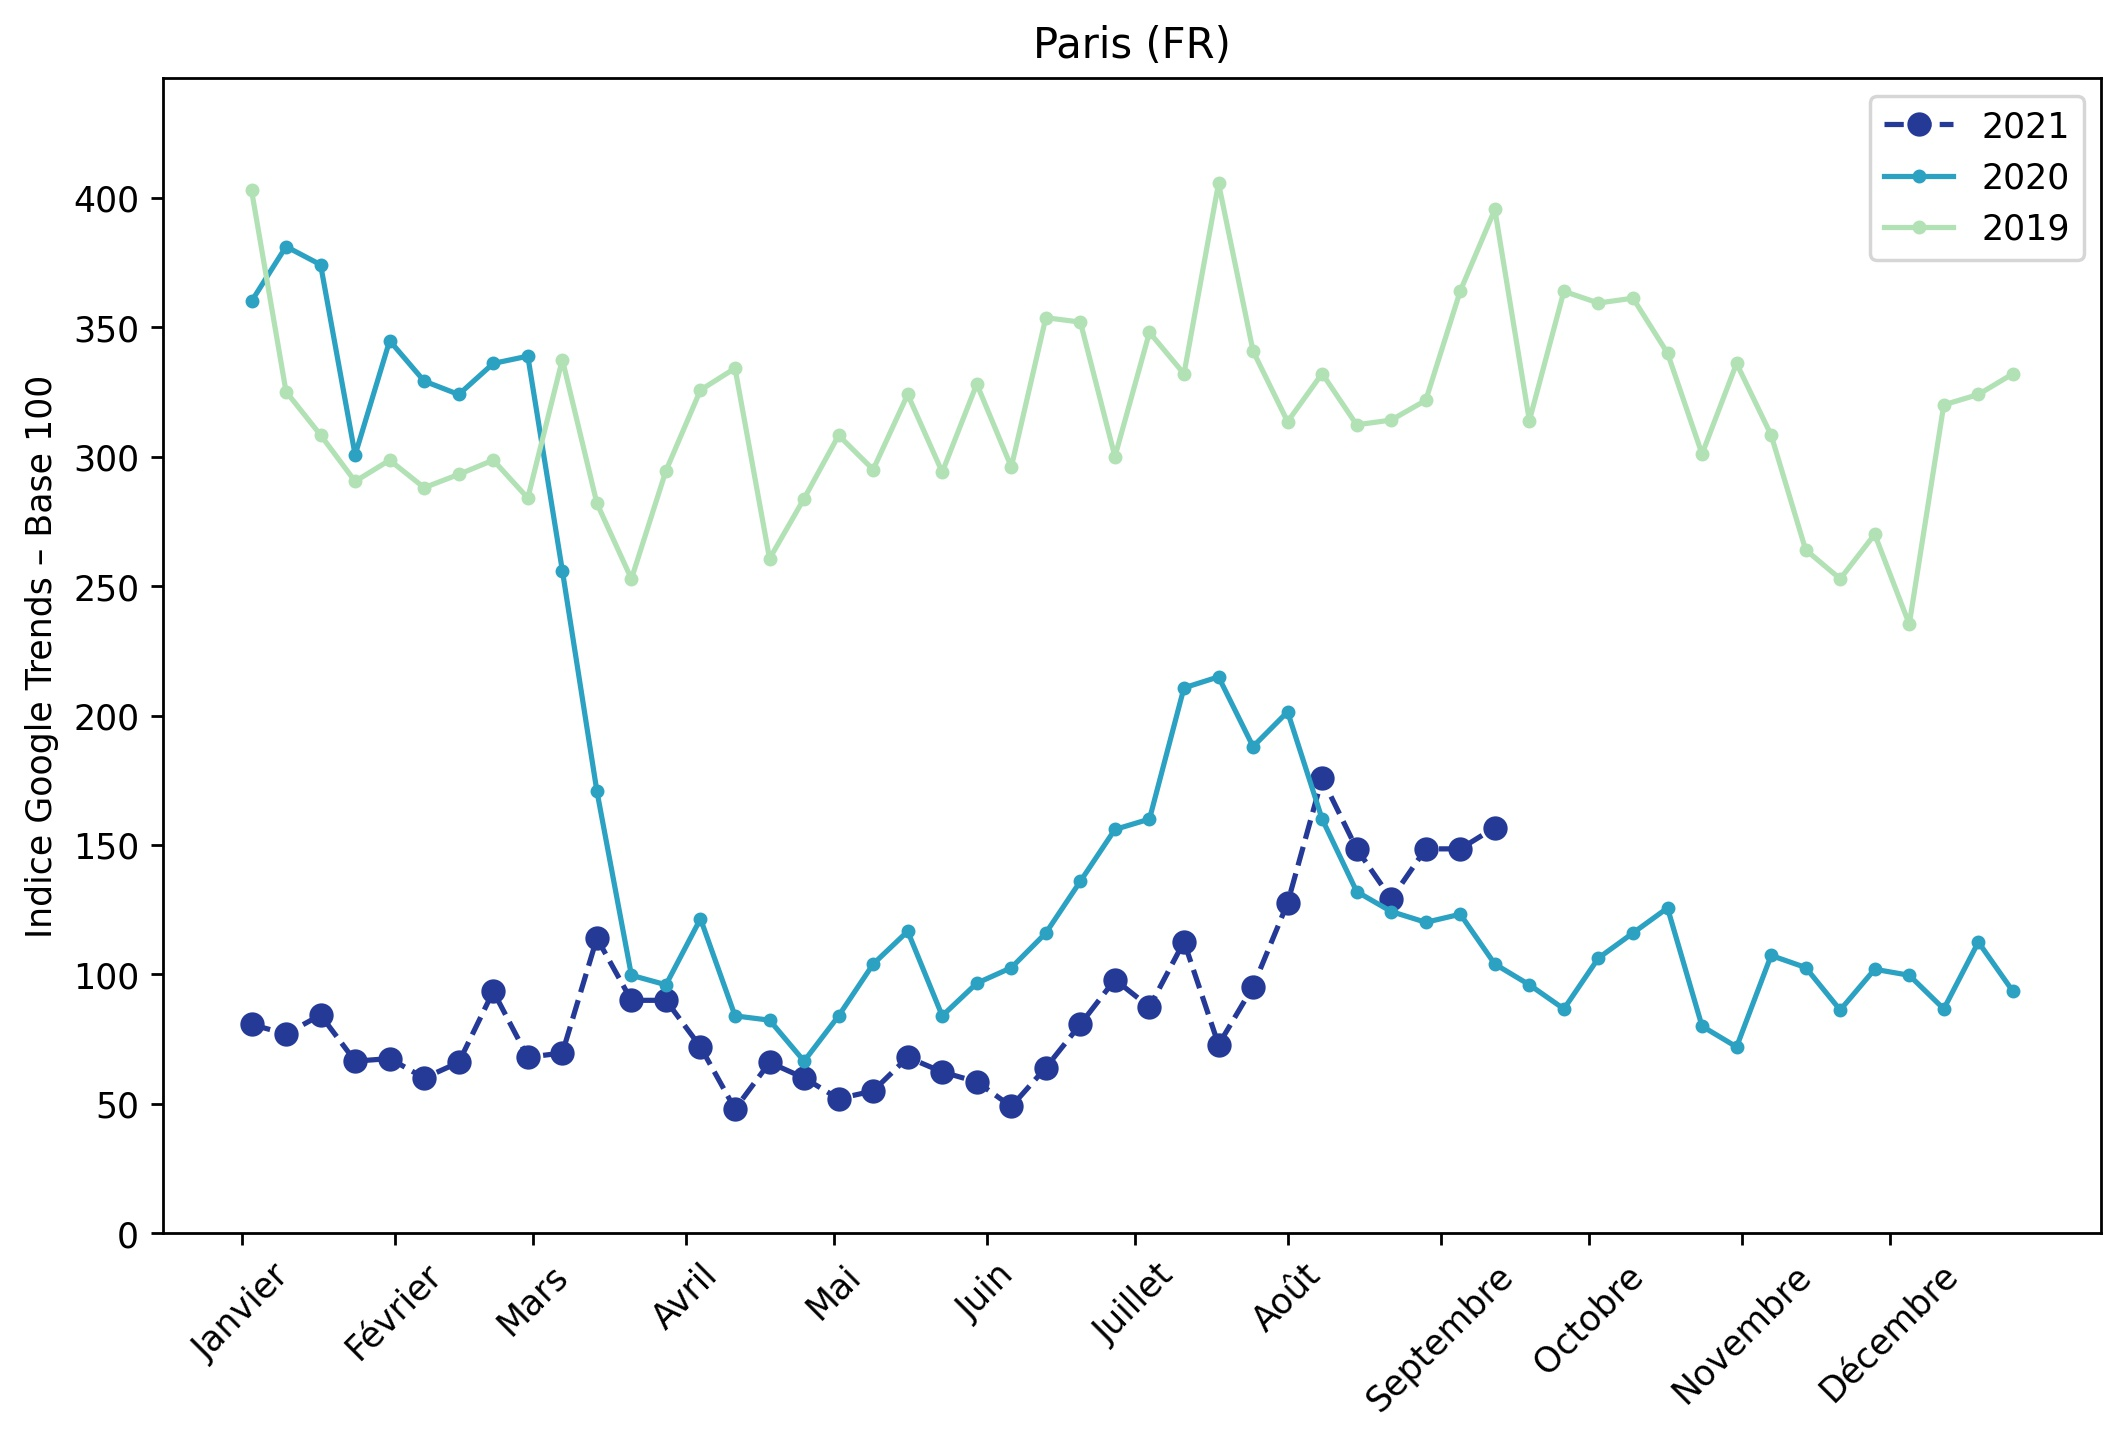 Paris (FR)
2021
2020
2019
Indice Google Trends – Base 100
400
350
300
250
200
150
100
50
0
Janvier
Février
Mars
Avril
Mai
Juin
Juillet
Août
Septembre
Octobre
Novembre
Décembre